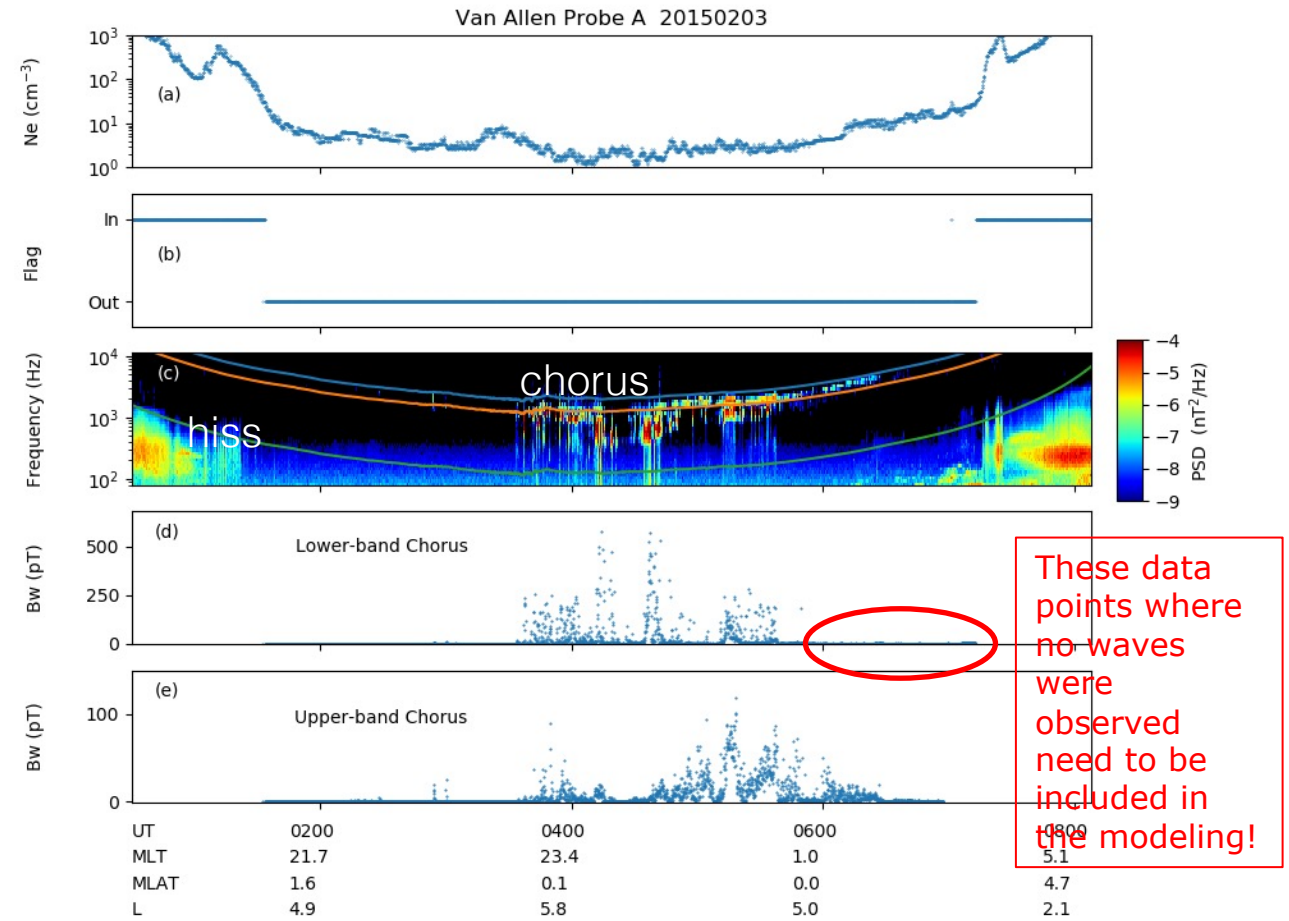 Van Allen Probe A  20150203
Ne (cm⁻³)
10³
10²
10¹
10⁰
(a)
Flag
In
Out
(b)
Frequency (Hz)
10⁴
10³
10²
(c)
chorus
hiss
−4
−5
−6
−7
−8
−9
PSD (nT²/Hz)
Bw (pT)
500
250
0
(d)
Lower-band Chorus
These data
points where
no waves
were
observed
need to be
included in
the modeling!
Bw (pT)
100
0
(e)
Upper-band Chorus
UT 0200 0400 0600 0800
MLT 21.7 23.4 1.0 5.1
MLAT 1.6 0.1 0.0 4.7
L 4.9 5.8 5.0 2.1